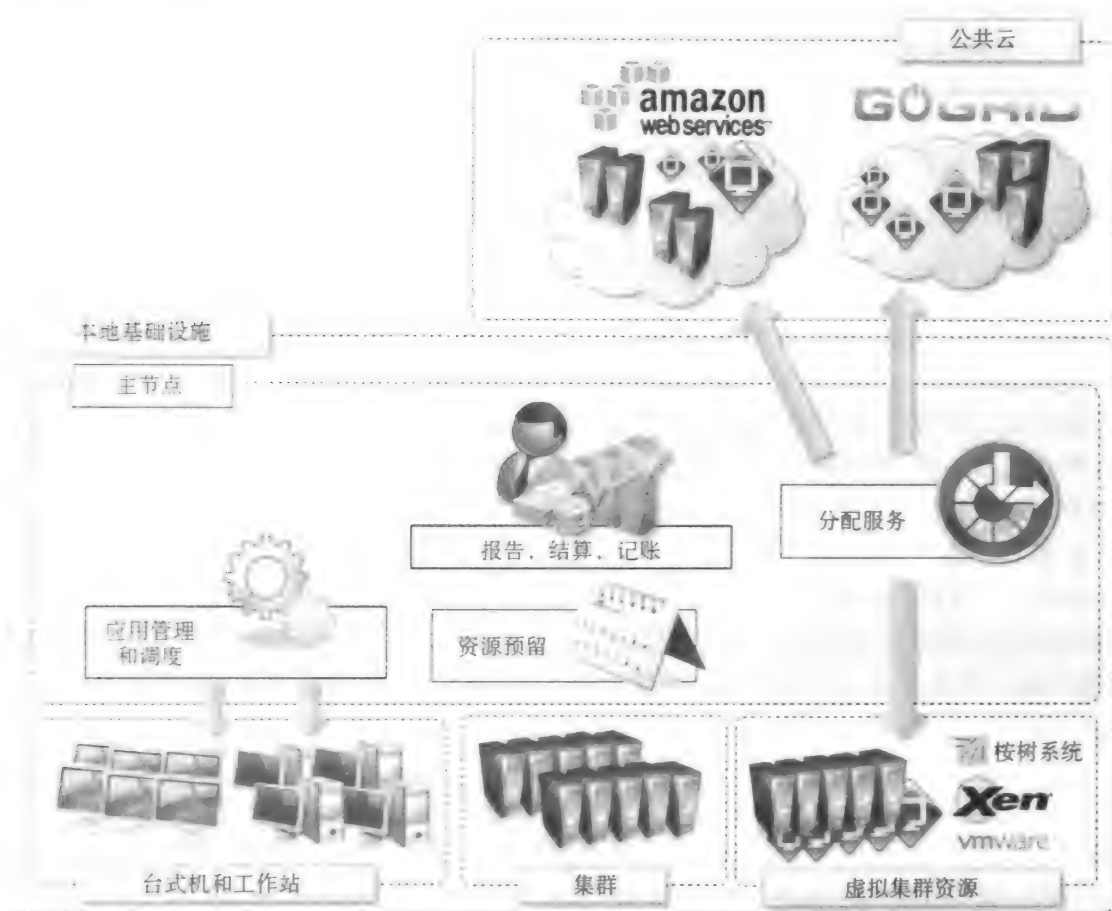 公共云
amazon
webservices
GOGRID
本地基础设施
主节点
分配服务
报告、结算、记账
应用管理
和调度
资源预留
桉树系统
Xen
vmware
台式机和工作站
集群
虚拟集群资源